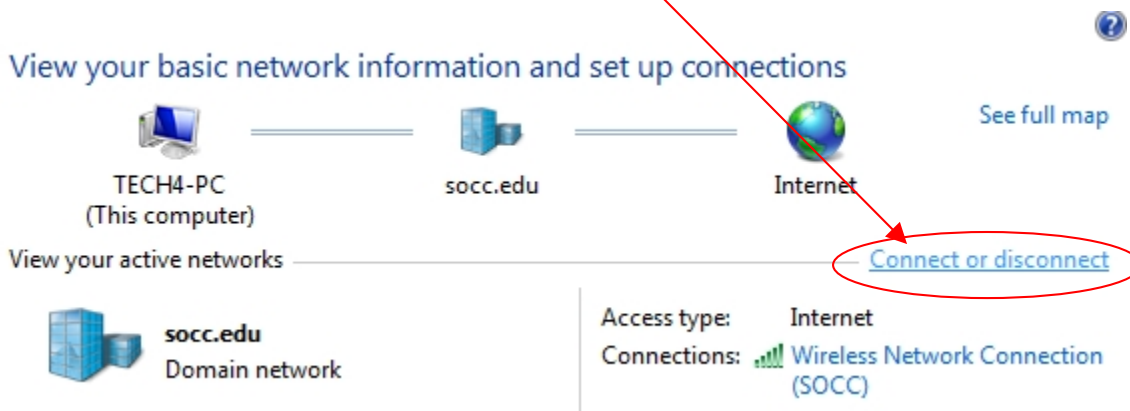 View your basic network information and set up connections
See full map
TECH4-PC
(This computer)
socc.edu
Internet
View your active networks
Connect or disconnect
socc.edu
Domain network
Access type: Internet
Connections: Wireless Network Connection
(SOCC)